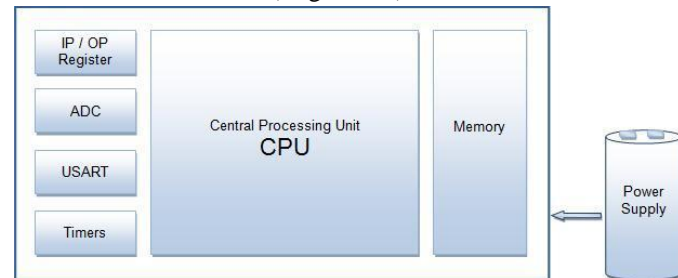 IP / OP
Register
ADC
USART
Timers
Central Processing Unit
CPU
Memory
Power
Supply